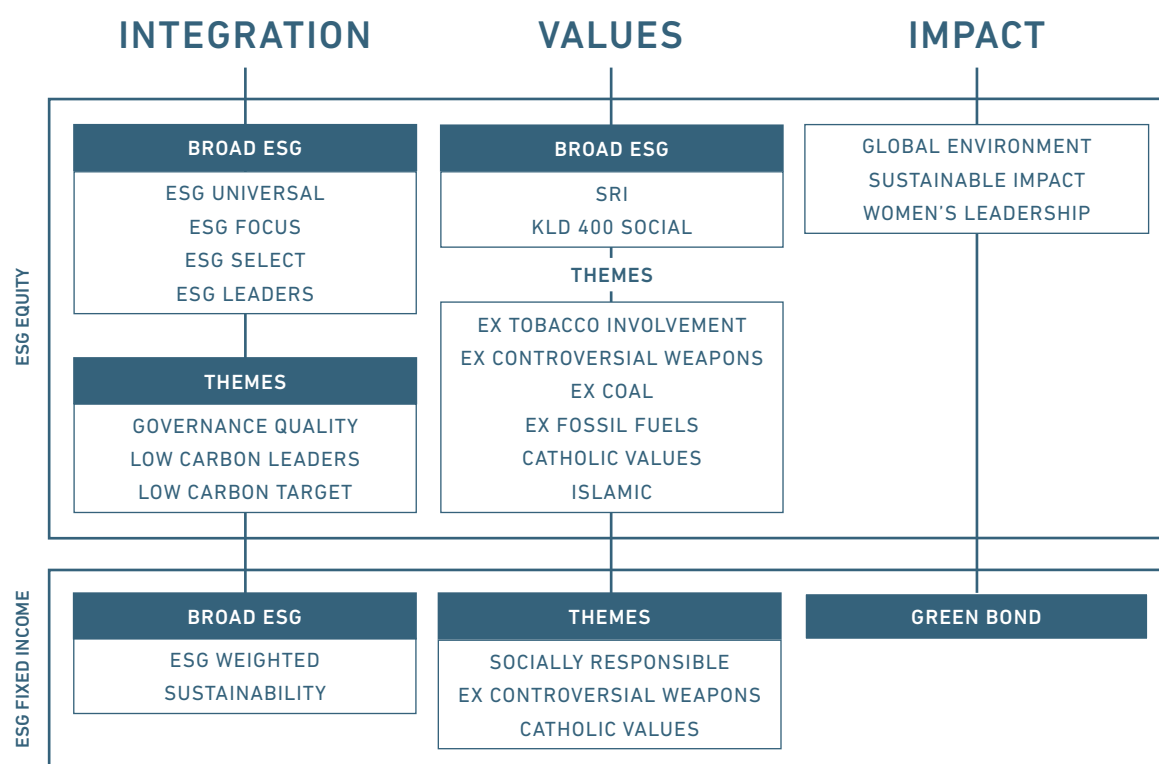 INTEGRATION
VALUES
IMPACT
ESG EQUITY
BROAD ESG
ESG UNIVERSAL
ESG FOCUS
ESG SELECT
ESG LEADERS
THEMES
GOVERNANCE QUALITY
LOW CARBON LEADERS
LOW CARBON TARGET
BROAD ESG
SRI
KLD 400 SOCIAL
THEMES
EX TOBACCO INVOLVEMENT
EX CONTROVERSIAL WEAPONS
EX COAL
EX FOSSIL FUELS
CATHOLIC VALUES
ISLAMIC
GLOBAL ENVIRONMENT
SUSTAINABLE IMPACT
WOMEN'S LEADERSHIP
ESG FIXED INCOME
BROAD ESG
ESG WEIGHTED
SUSTAINABILITY
THEMES
SOCIALLY RESPONSIBLE
EX CONTROVERSIAL WEAPONS
CATHOLIC VALUES
GREEN BOND